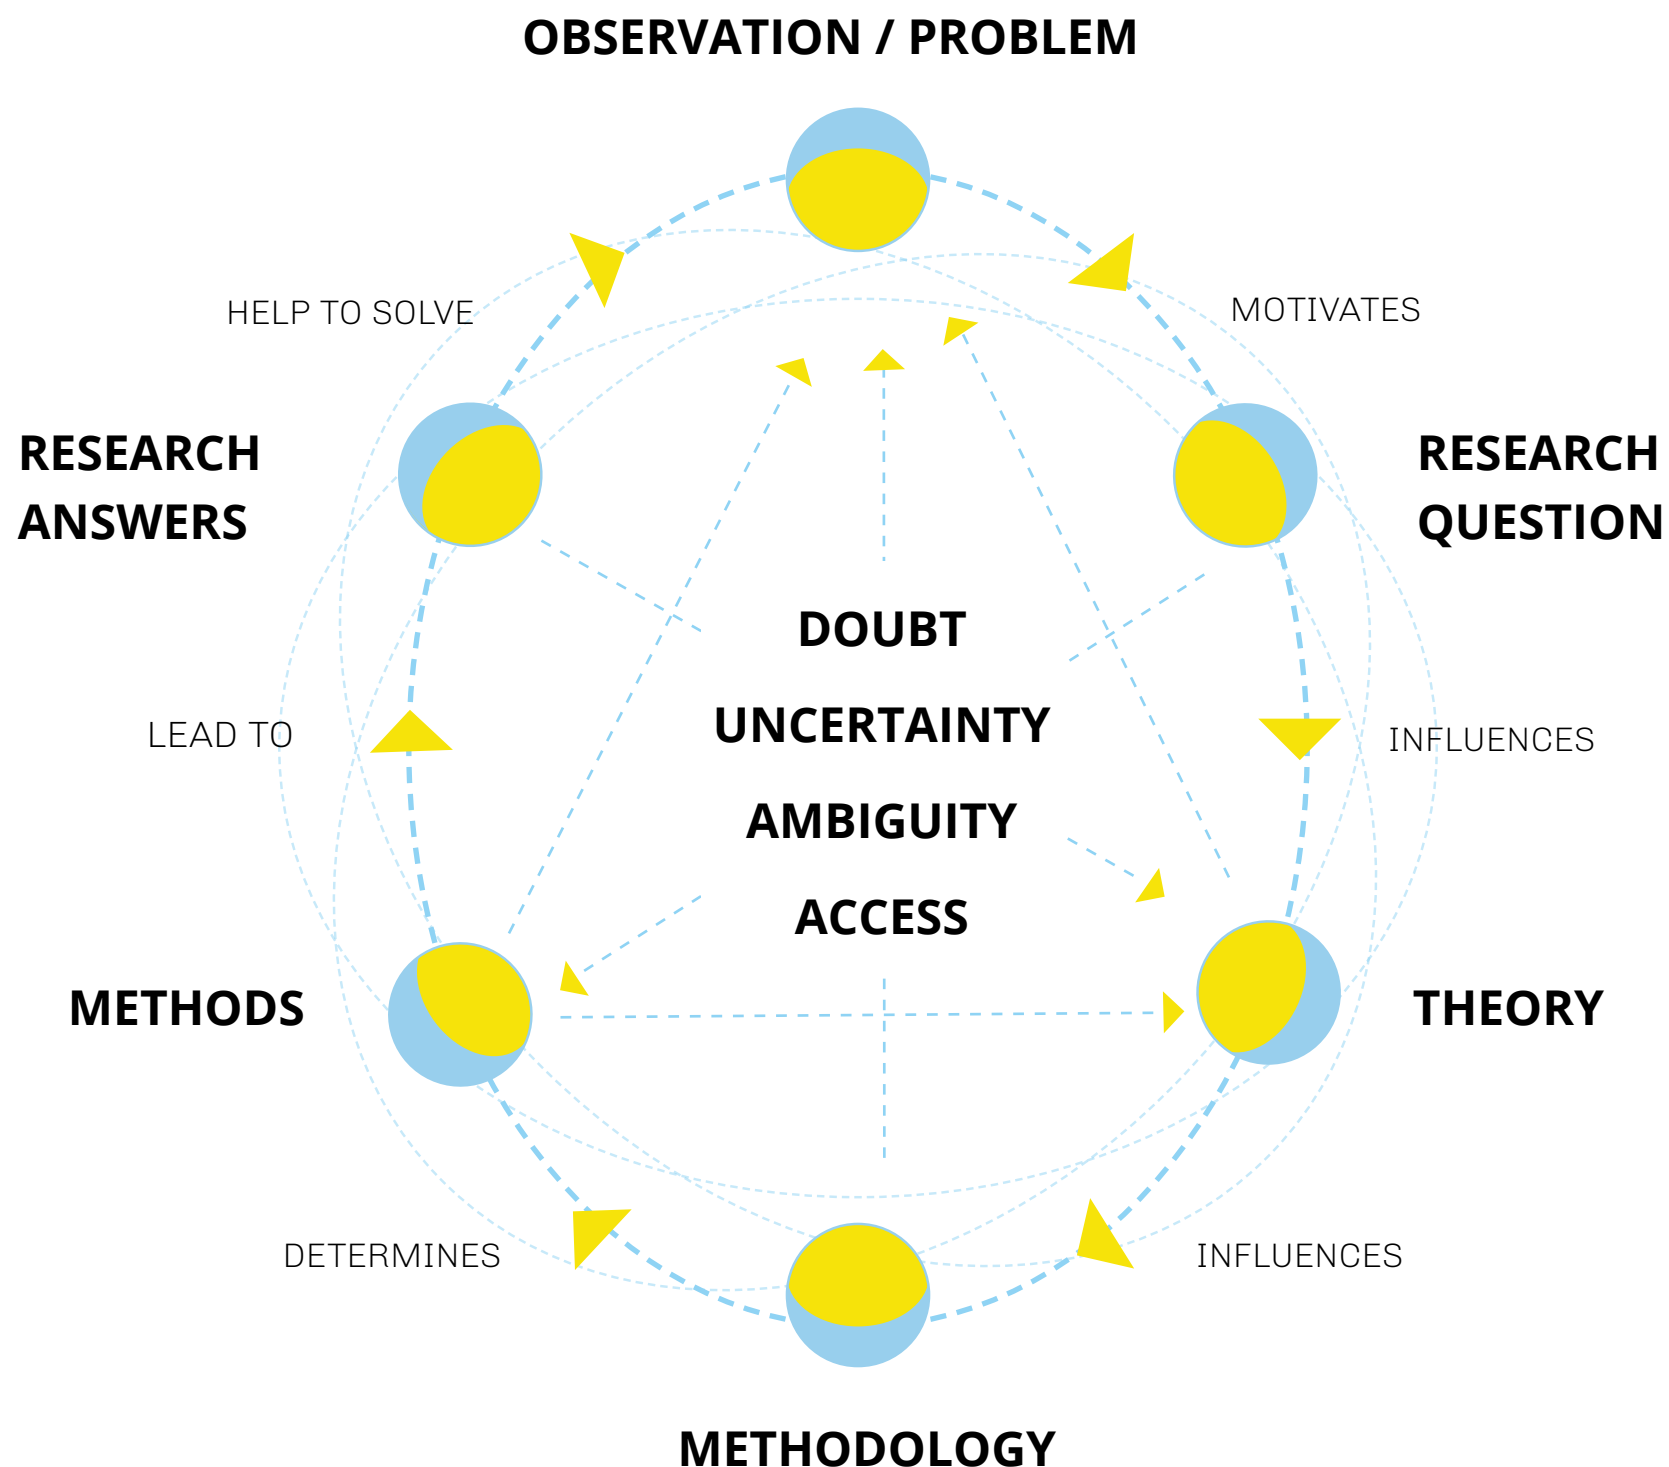 OBSERVATION / PROBLEM
HELP TO SOLVE
MOTIVATES
RESEARCH
ANSWERS
RESEARCH
QUESTION
DOUBT
UNCERTAINTY
AMBIGUITY
ACCESS
LEAD TO
INFLUENCES
METHODS
THEORY
DETERMINES
INFLUENCES
METHODOLOGY